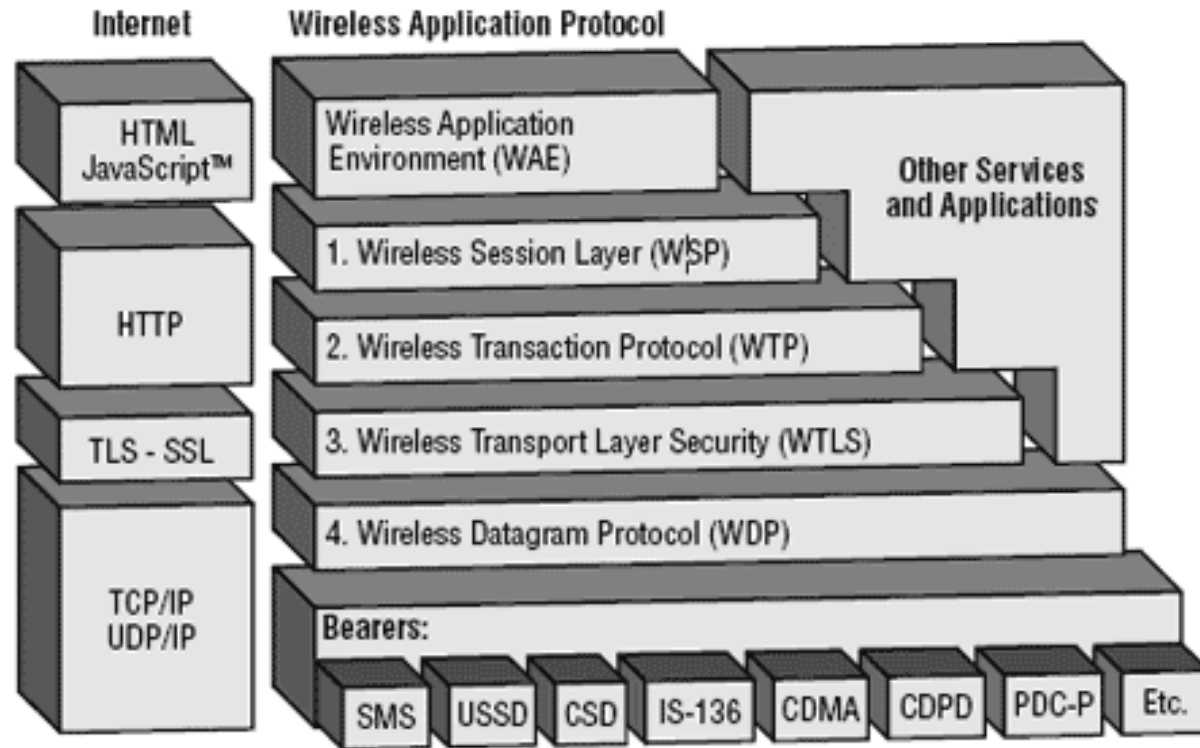 Internet
Wireless Application Protocol
HTML
JavaScript™
HTTP
TLS - SSL
TCP/IP
UDP/IP
Wireless Application
Environment (WAE)
1. Wireless Session Layer (WSP)
2. Wireless Transaction Protocol (WTP)
3. Wireless Transport Layer Security (WTLS)
4. Wireless Datagram Protocol (WDP)
Other Services
and Applications
Bearers:
SMS
USSD
CSD
IS-136
CDMA
CDPD
PDC-P
Etc.